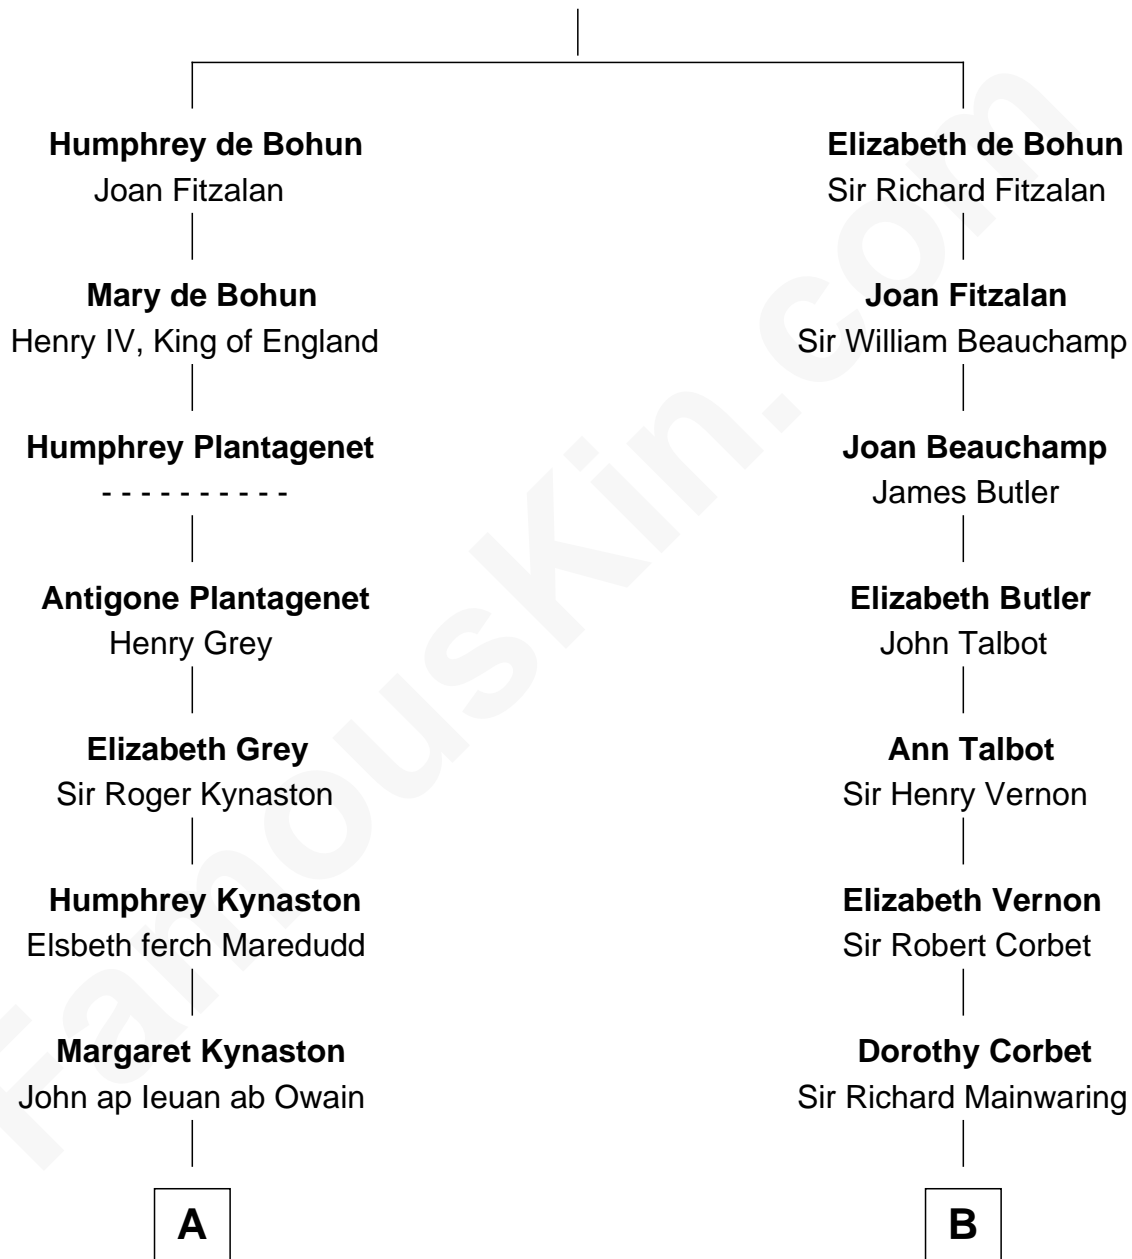 Humphrey de Bohun
Joan Fitzalan
Mary de Bohun
Henry IV, King of England
Humphrey Plantagenet
- - - - - - - - - -
Antigone Plantagenet
Henry Grey
Elizabeth Grey
Sir Roger Kynaston
Humphrey Kynaston
Elsbeth ferch Maredudd
Margaret Kynaston
John ap Ieuan ab Owain
A
Elizabeth de Bohun
Sir Richard Fitzalan
Joan Fitzalan
Sir William Beauchamp
Joan Beauchamp
James Butler
Elizabeth Butler
John Talbot
Ann Talbot
Sir Henry Vernon
Elizabeth Vernon
Sir Robert Corbet
Dorothy Corbet
Sir Richard Mainwaring
B
FamousKin.com